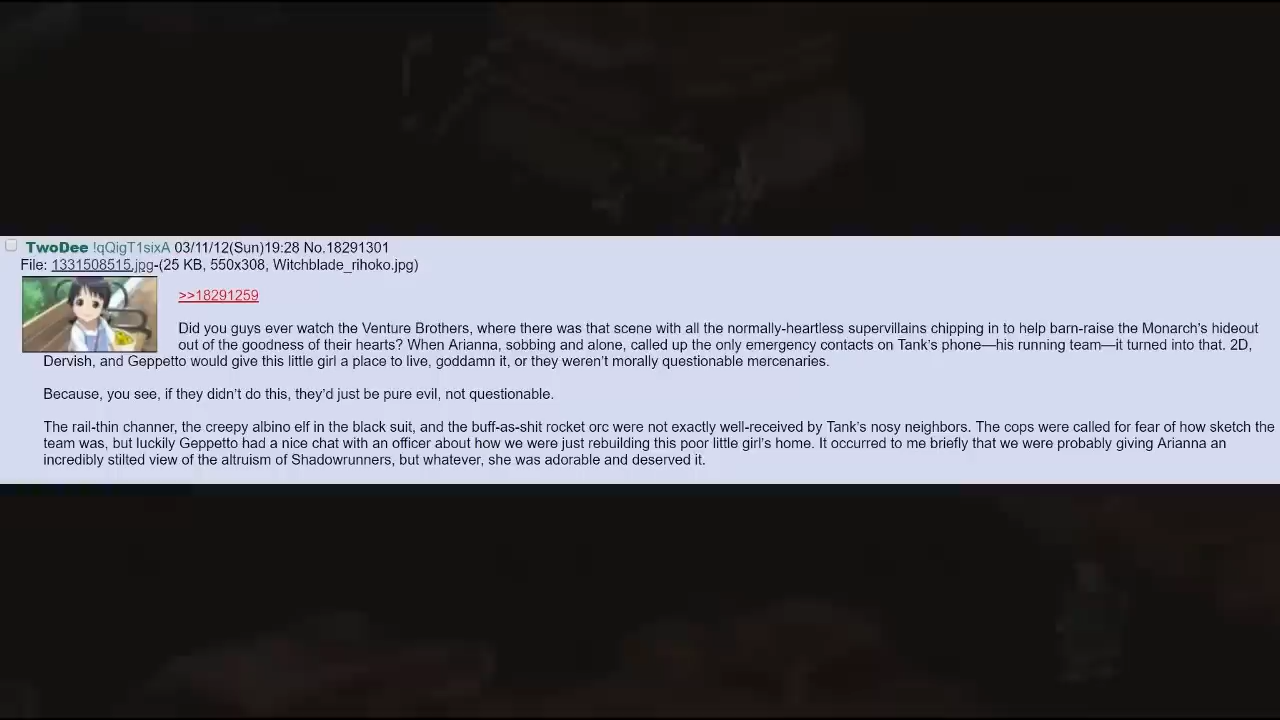 TwoDee !qQigT1sixA 03/11/12(Sun)19:28 No.18291301
File: 1331508515.jpg-(25 KB, 550x308, Witchblade_rihoko.jpg)
>>18291259
Did you guys ever watch the Venture Brothers, where there was that scene with all the normally-heartless supervillains chipping in to help barn-raise the Monarch's hideout
out of the goodness of their hearts? When Arianna, sobbing and alone, called up the only emergency contacts on Tank's phone—his running team—it turned into that. 2D,
Dervish, and Geppetto would give this little girl a place to live, goddamn it, or they weren't morally questionable mercenaries.
Because, you see, if they didn't do this, they'd just be pure evil, not questionable.
The rail-thin channer, the creepy albino elf in the black suit, and the buff-as-shit rocket orc were not exactly well-received by Tank's nosy neighbors. The cops were called for fear of how sketch the
team was, but luckily Geppetto had a nice chat with an officer about how we were just rebuilding this poor little girl's home. It occurred to me briefly that we were probably giving Arianna an
incredibly stilted view of the altruism of Shadowrunners, but whatever, she was adorable and deserved it.